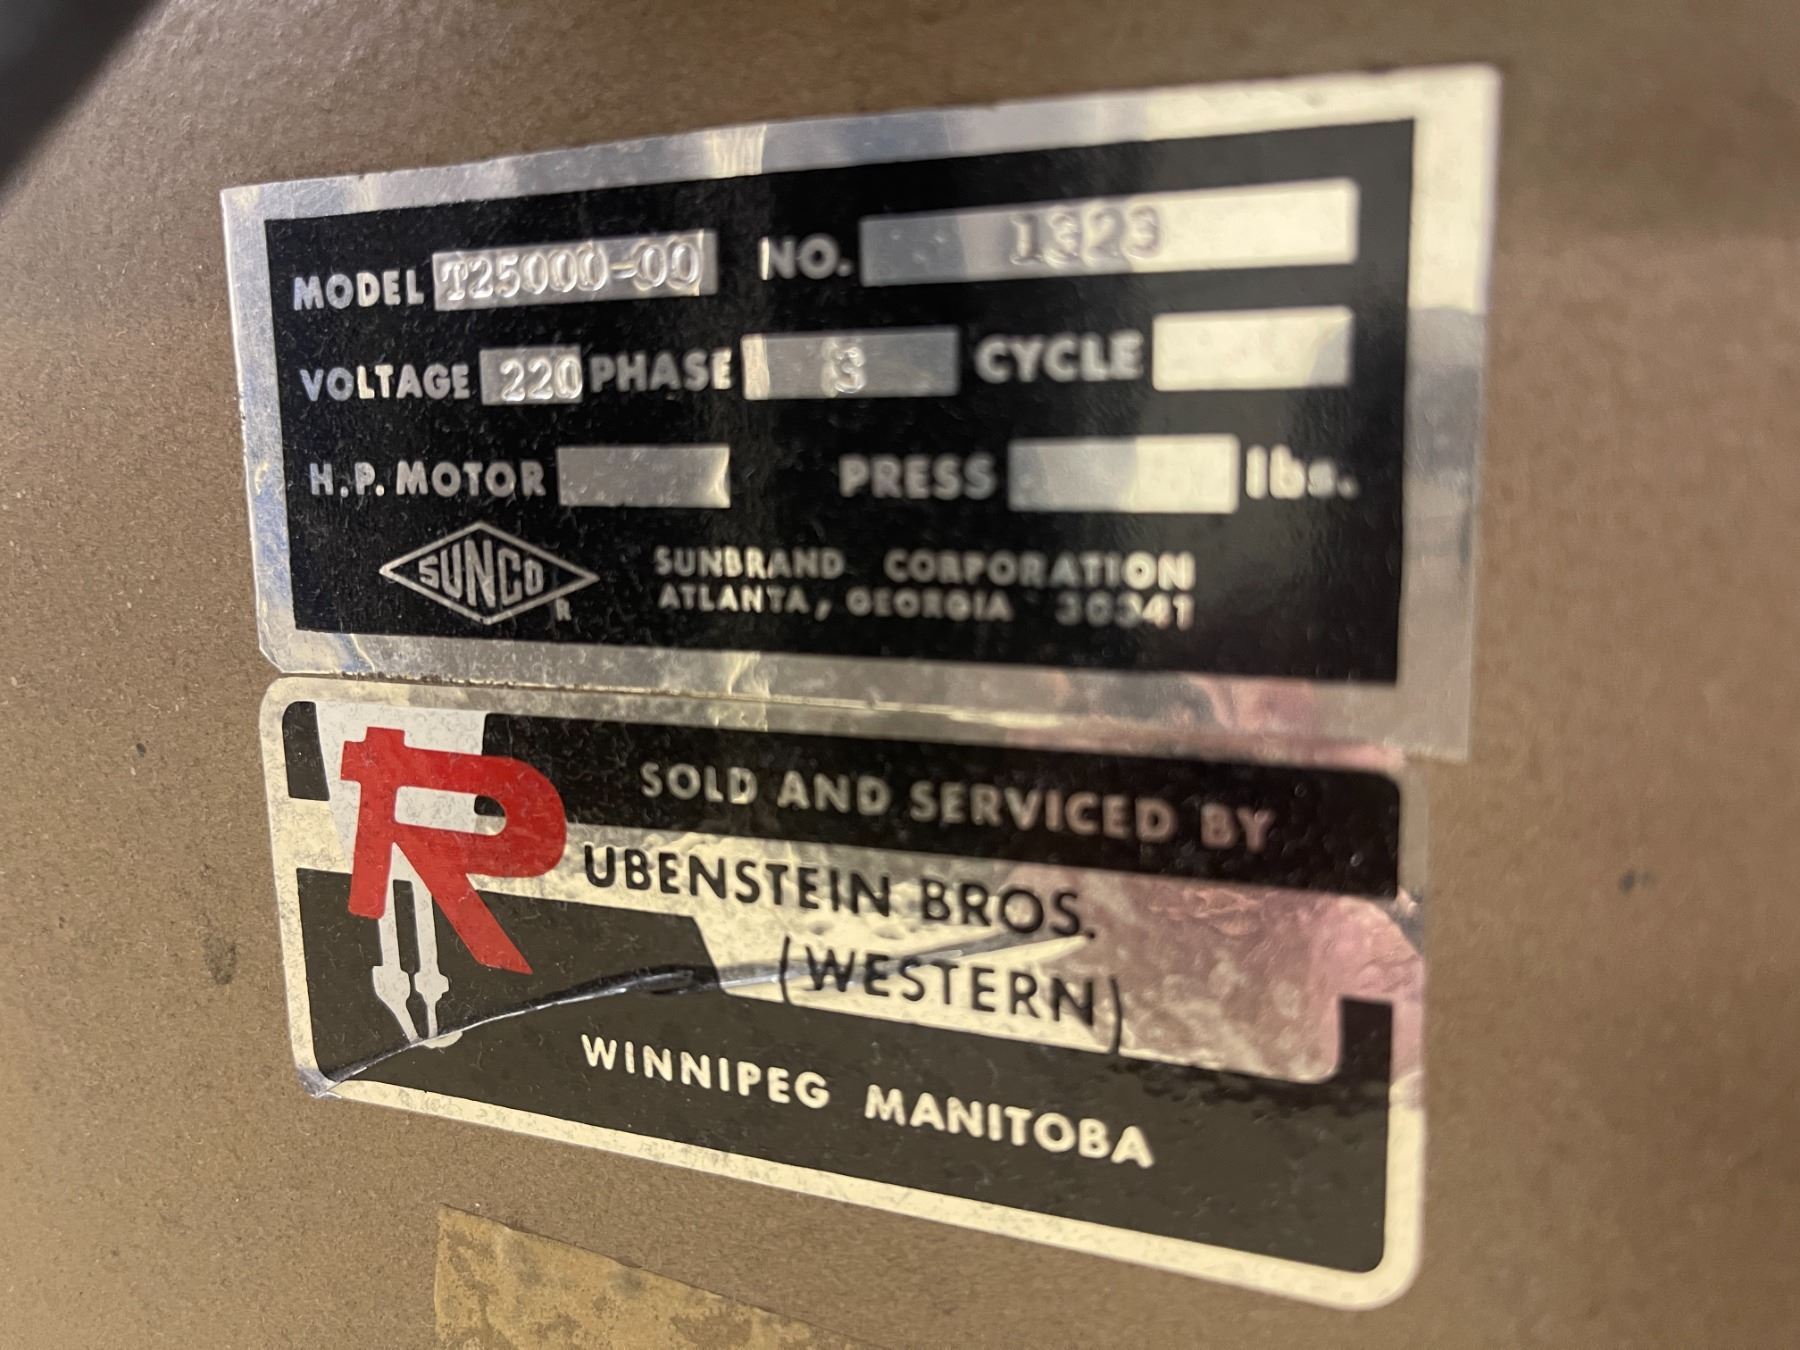 MODEL T25000-00 NO. 1323
VOLTAGE 220 PHASE 3 CYCLE
H.P. MOTOR PRESS lbs.
SUNCO R
SUNBRAND CORPORATION
ATLANTA, GEORGIA 30341
SOLD AND SERVICED BY
RUBENSTEIN BROS.
(WESTERN)
WINNIPEG MANITOBA